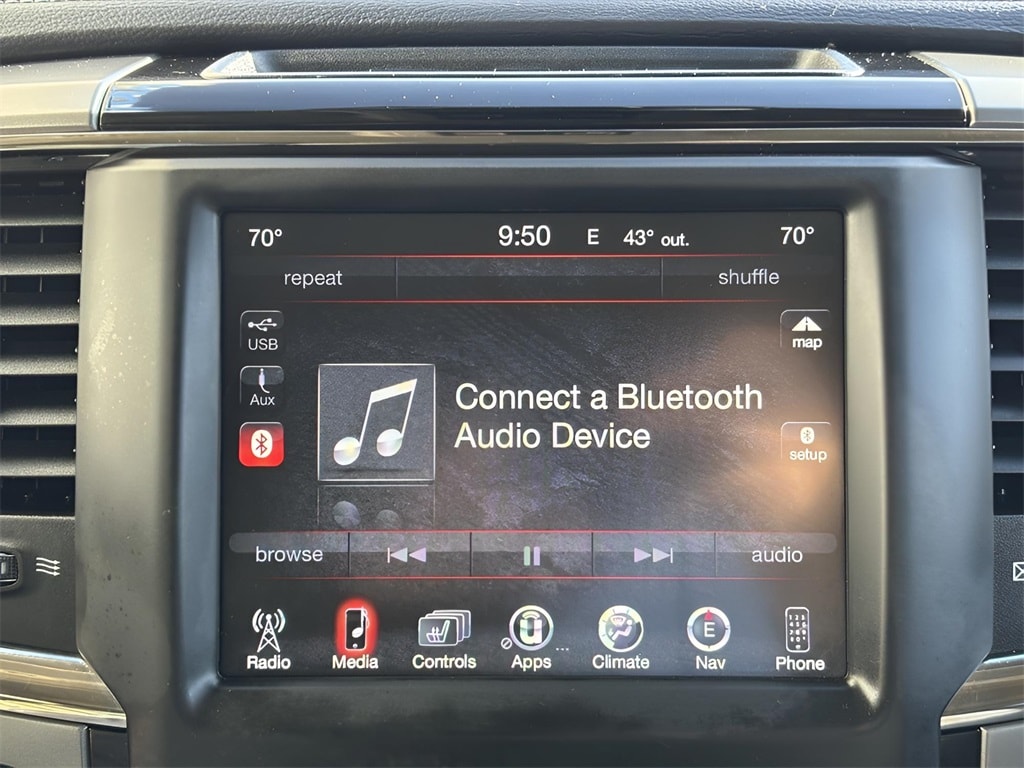 70° 9:50 E 43° out. 70°
repeat shuffle
USB
map
Aux
Connect a Bluetooth
Audio Device
setup
browse audio
E
Radio Media Controls Apps Climate Nav Phone